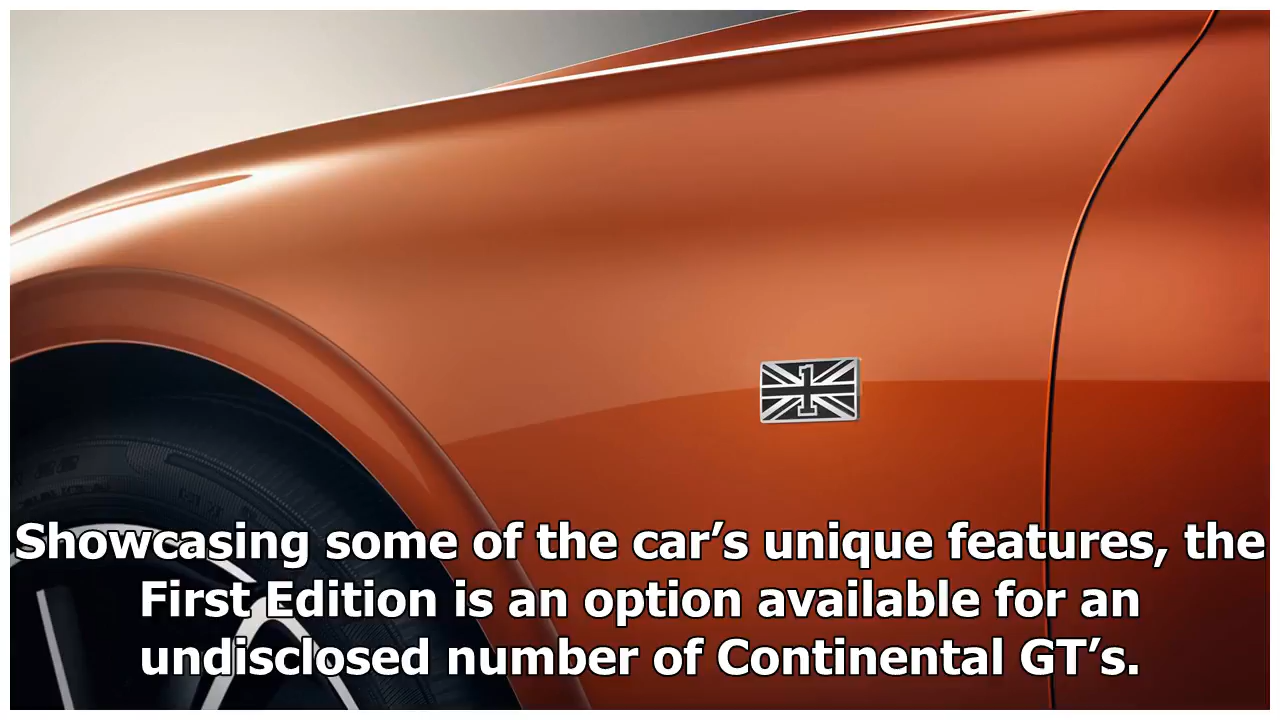 1
Showcasing some of the car’s unique features, the
First Edition is an option available for an
undisclosed number of Continental GT’s.